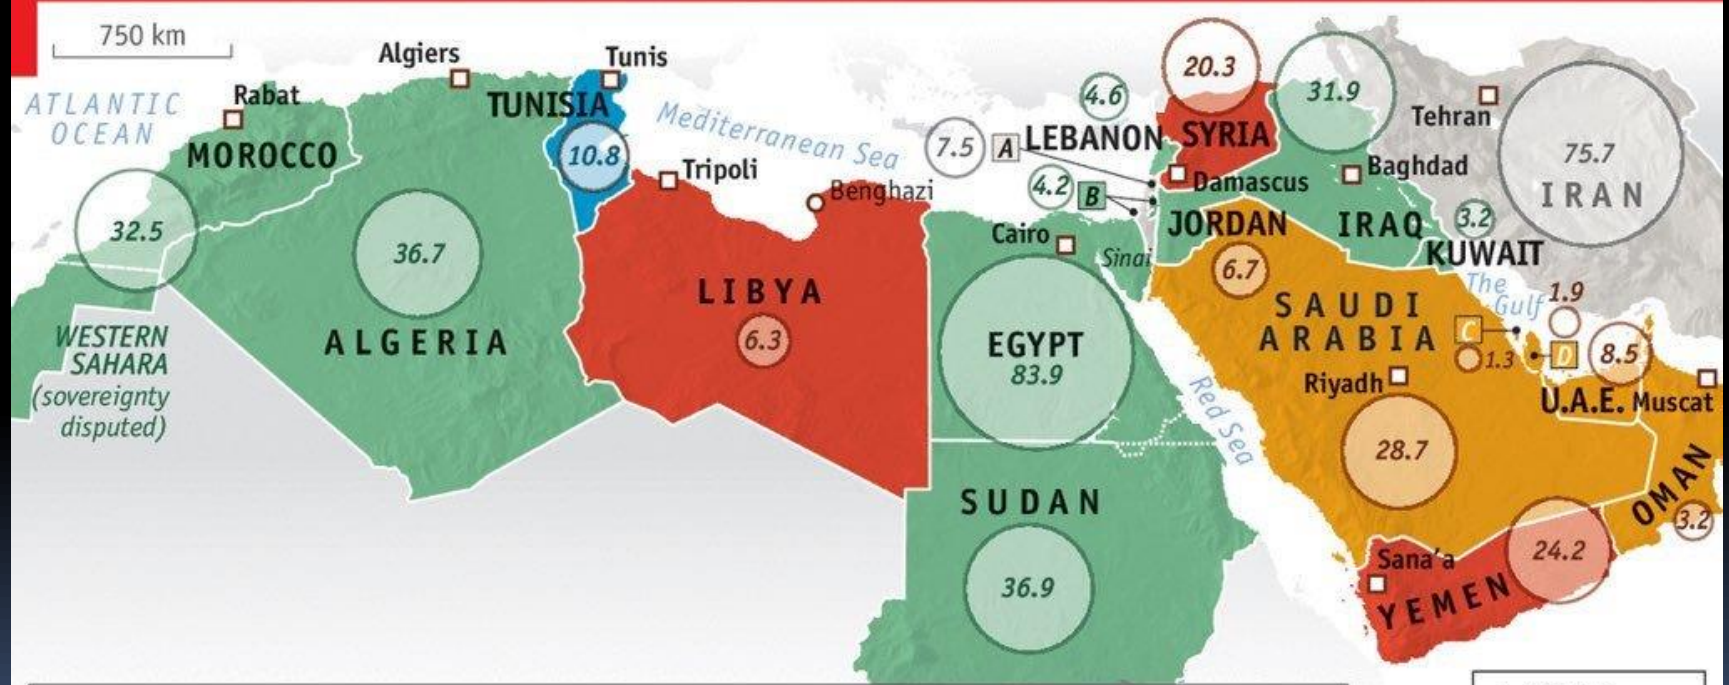 750 km
Algiers
Tunis
20.3
31.9
ATLANTIC
OCEAN
Rabat
TUNISIA
Mediterranean Sea
4.6
Tehran
MOROCCO
10.8
Tripoli
7.5
A
LEBANON
SYRIA
75.7
IRAN
Benghazi
4.2
B
Damascus
Baghdad
32.5
36.7
Cairo
Sinai
JORDAN
IRAQ
3.2
KUWAIT
6.7
The
Gulf
1.9
LIBYA
6.3
SAUDI
ARABIA
C
1.3
D
8.5
WESTERN
SAHARA
(sovereignty
disputed)
ALGERIA
EGYPT
83.9
Red Sea
Riyadh
U.A.E.
Muscat
28.7
SUDAN
36.9
OMAN
3.2
Sana'a
YEMEN
24.2